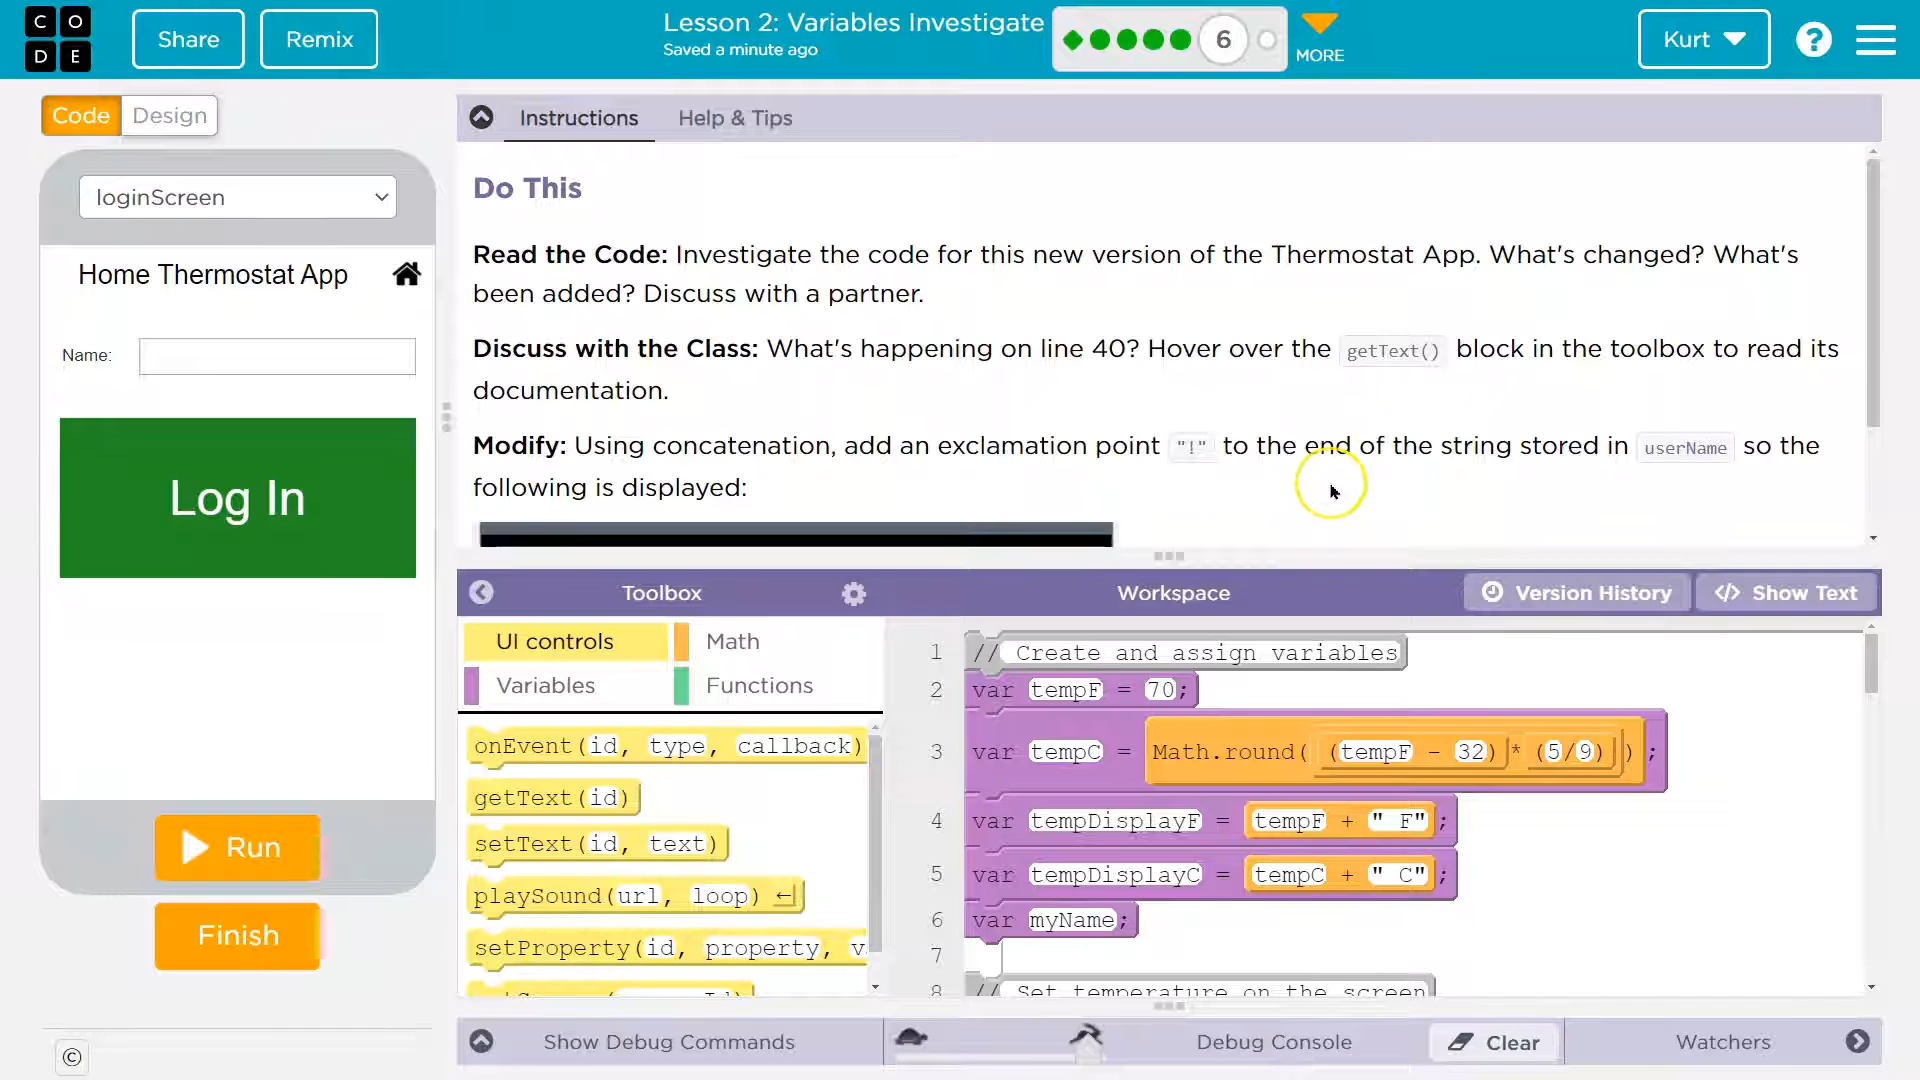 C O
D E
Share
Remix
Lesson 2: Variables Investigate
Saved a minute ago
6
MORE
Kurt
?
Code
Design
loginScreen
Home Thermostat App
Name:
Log In
Run
Finish
©
Instructions
Help & Tips
Do This
Read the Code: Investigate the code for this new version of the Thermostat App. What's changed? What's
been added? Discuss with a partner.
Discuss with the Class: What's happening on line 40? Hover over the getText() block in the toolbox to read its
documentation.
Modify: Using concatenation, add an exclamation point "!" to the end of the string stored in userName so the
following is displayed:
Toolbox
Workspace
Version History
</> Show Text
UI controls
Math
Variables
Functions
onEvent(id, type, callback)
getText(id)
setText(id, text)
playSound(url, loop)
setProperty(id, property, v
1 // Create and assign variables
2 var tempF = 70;
3 var tempC = Math.round( (tempF - 32) * (5/9) ) ;
4 var tempDisplayF = tempF + " F" ;
5 var tempDisplayC = tempC + " C" ;
6 var myName;
7
8 // Set temperature on the screen
Show Debug Commands
Debug Console
Clear
Watchers